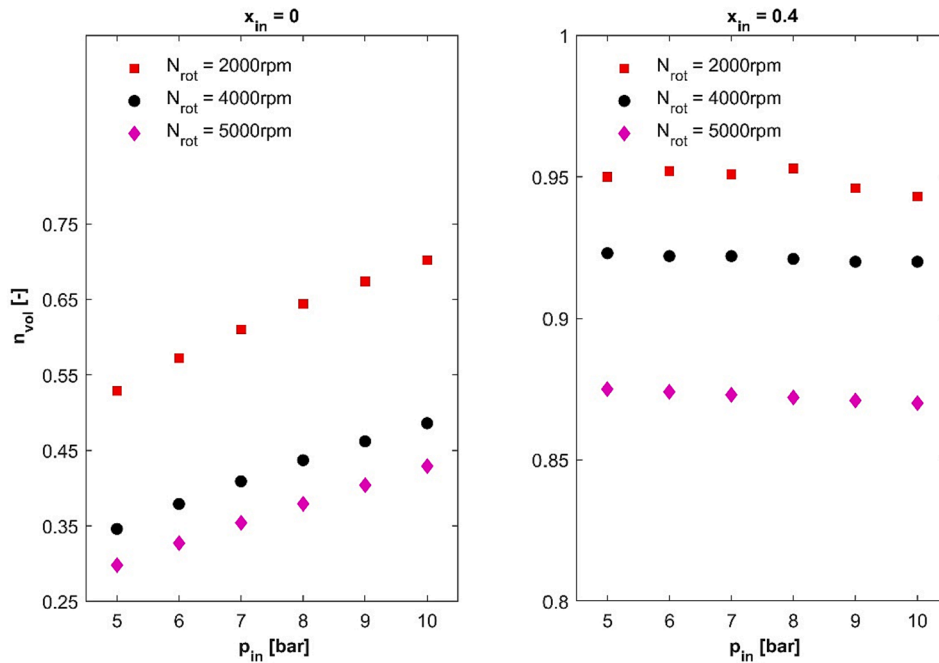 x_in = 0
N_rot = 2000rpm
N_rot = 4000rpm
N_rot = 5000rpm
n_vol [-]
0.75
0.65
0.55
0.45
0.35
0.25
5 6 7 8 9 10
p_in [bar]
x_in = 0.4
N_rot = 2000rpm
N_rot = 4000rpm
N_rot = 5000rpm
1
0.95
0.9
0.85
0.8
5 6 7 8 9 10
p_in [bar]